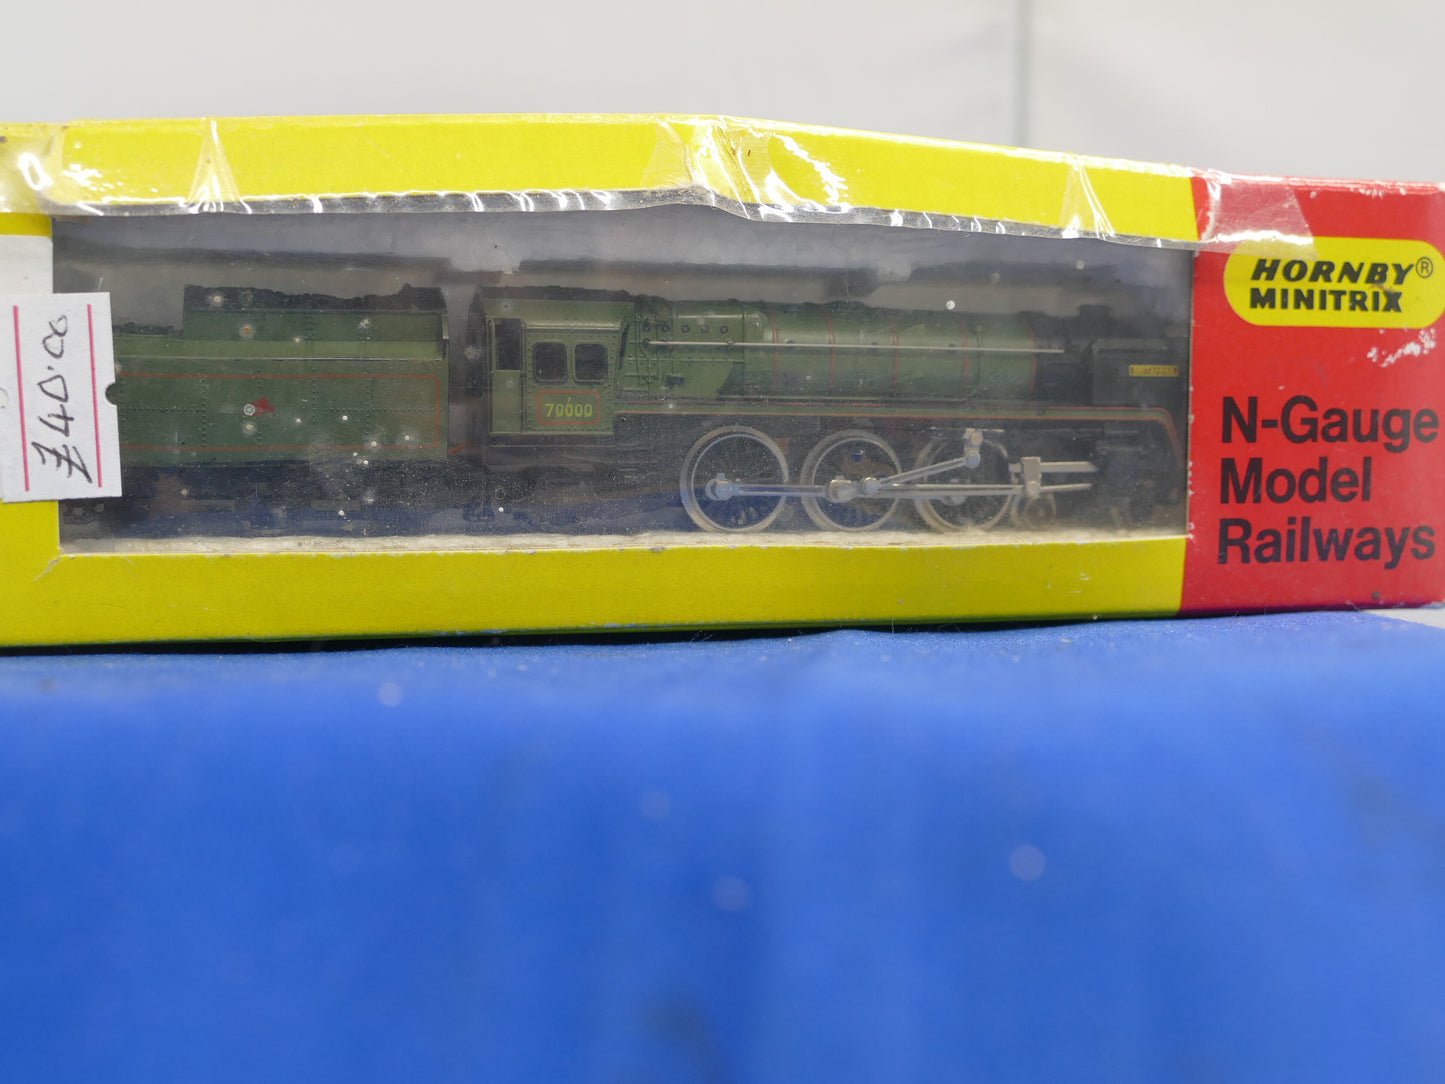 £40.00
70000
HORNBY®
MINITRIX
N-Gauge
Model
Railways